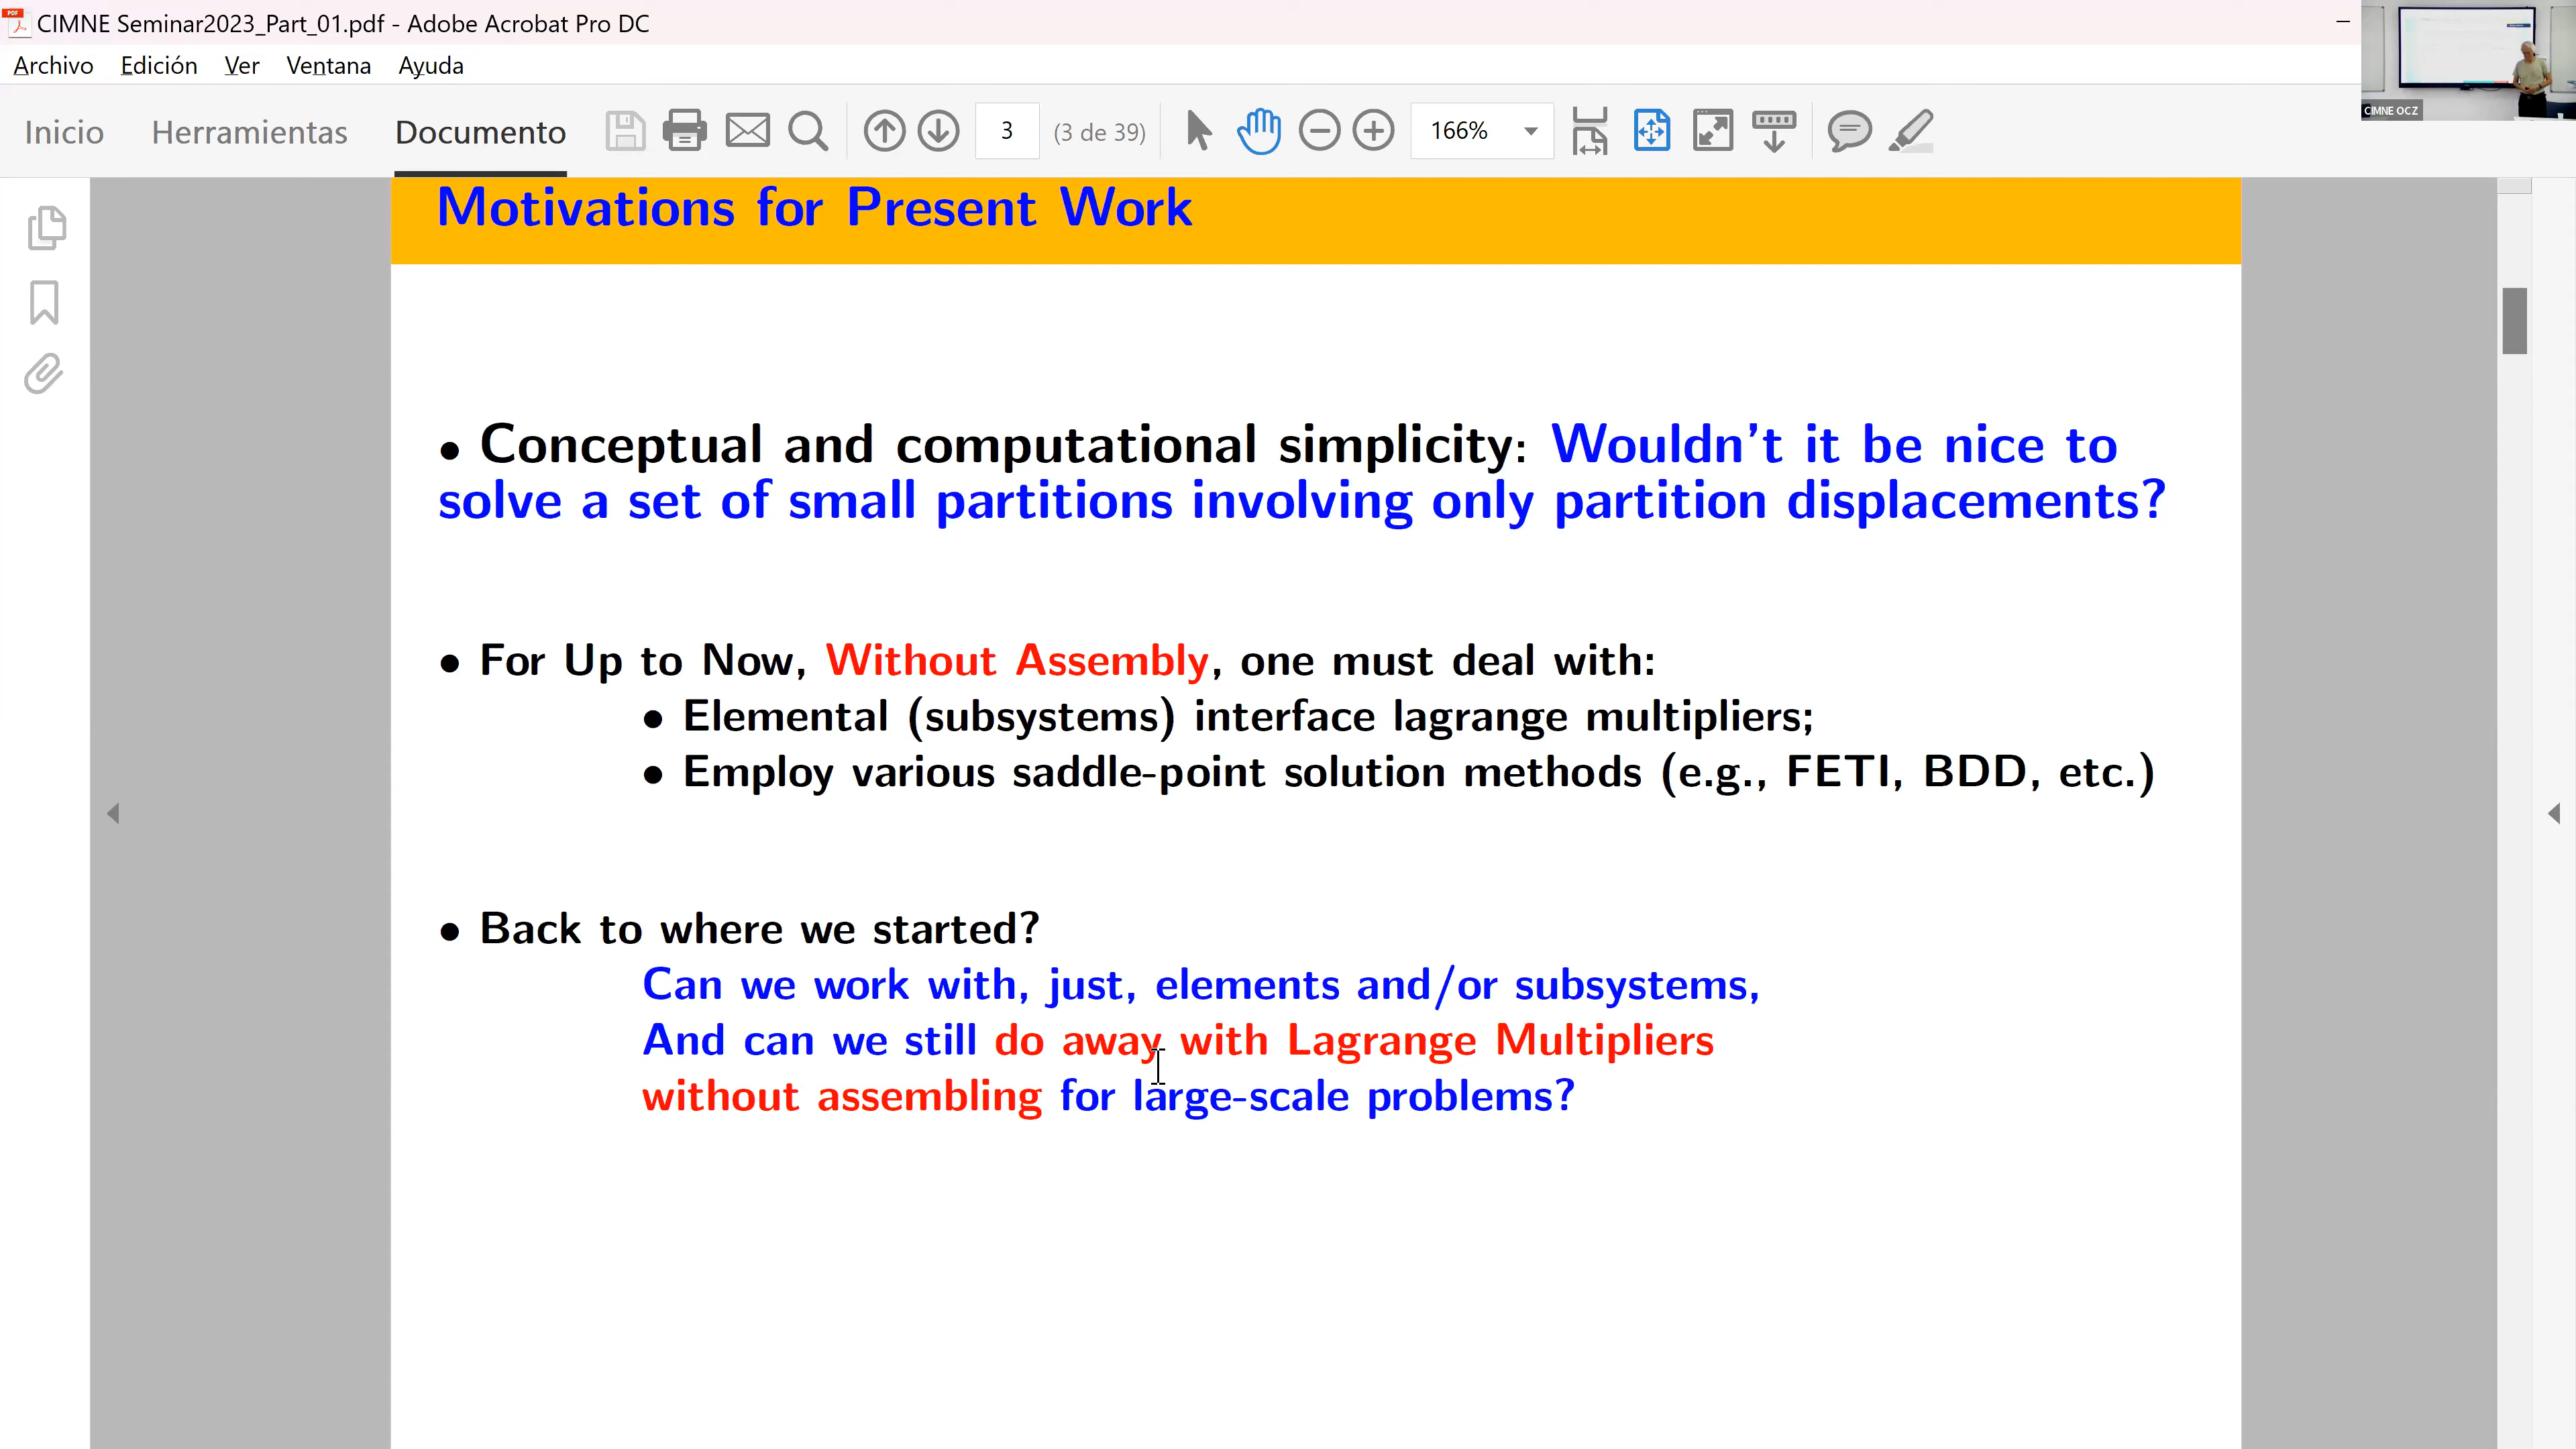 CIMNE Seminar2023_Part_01.pdf - Adobe Acrobat Pro DC
Archivo Edición Ver Ventana Ayuda
Inicio Herramientas Documento 3 (3 de 39) 166%
CIMNE OCZ
Motivations for Present Work
• Conceptual and computational simplicity: Wouldn't it be nice to
solve a set of small partitions involving only partition displacements?
• For Up to Now, Without Assembly, one must deal with:
• Elemental (subsystems) interface lagrange multipliers;
• Employ various saddle-point solution methods (e.g., FETI, BDD, etc.)
• Back to where we started?
Can we work with, just, elements and/or subsystems,
And can we still do away with Lagrange Multipliers
without assembling for large-scale problems?